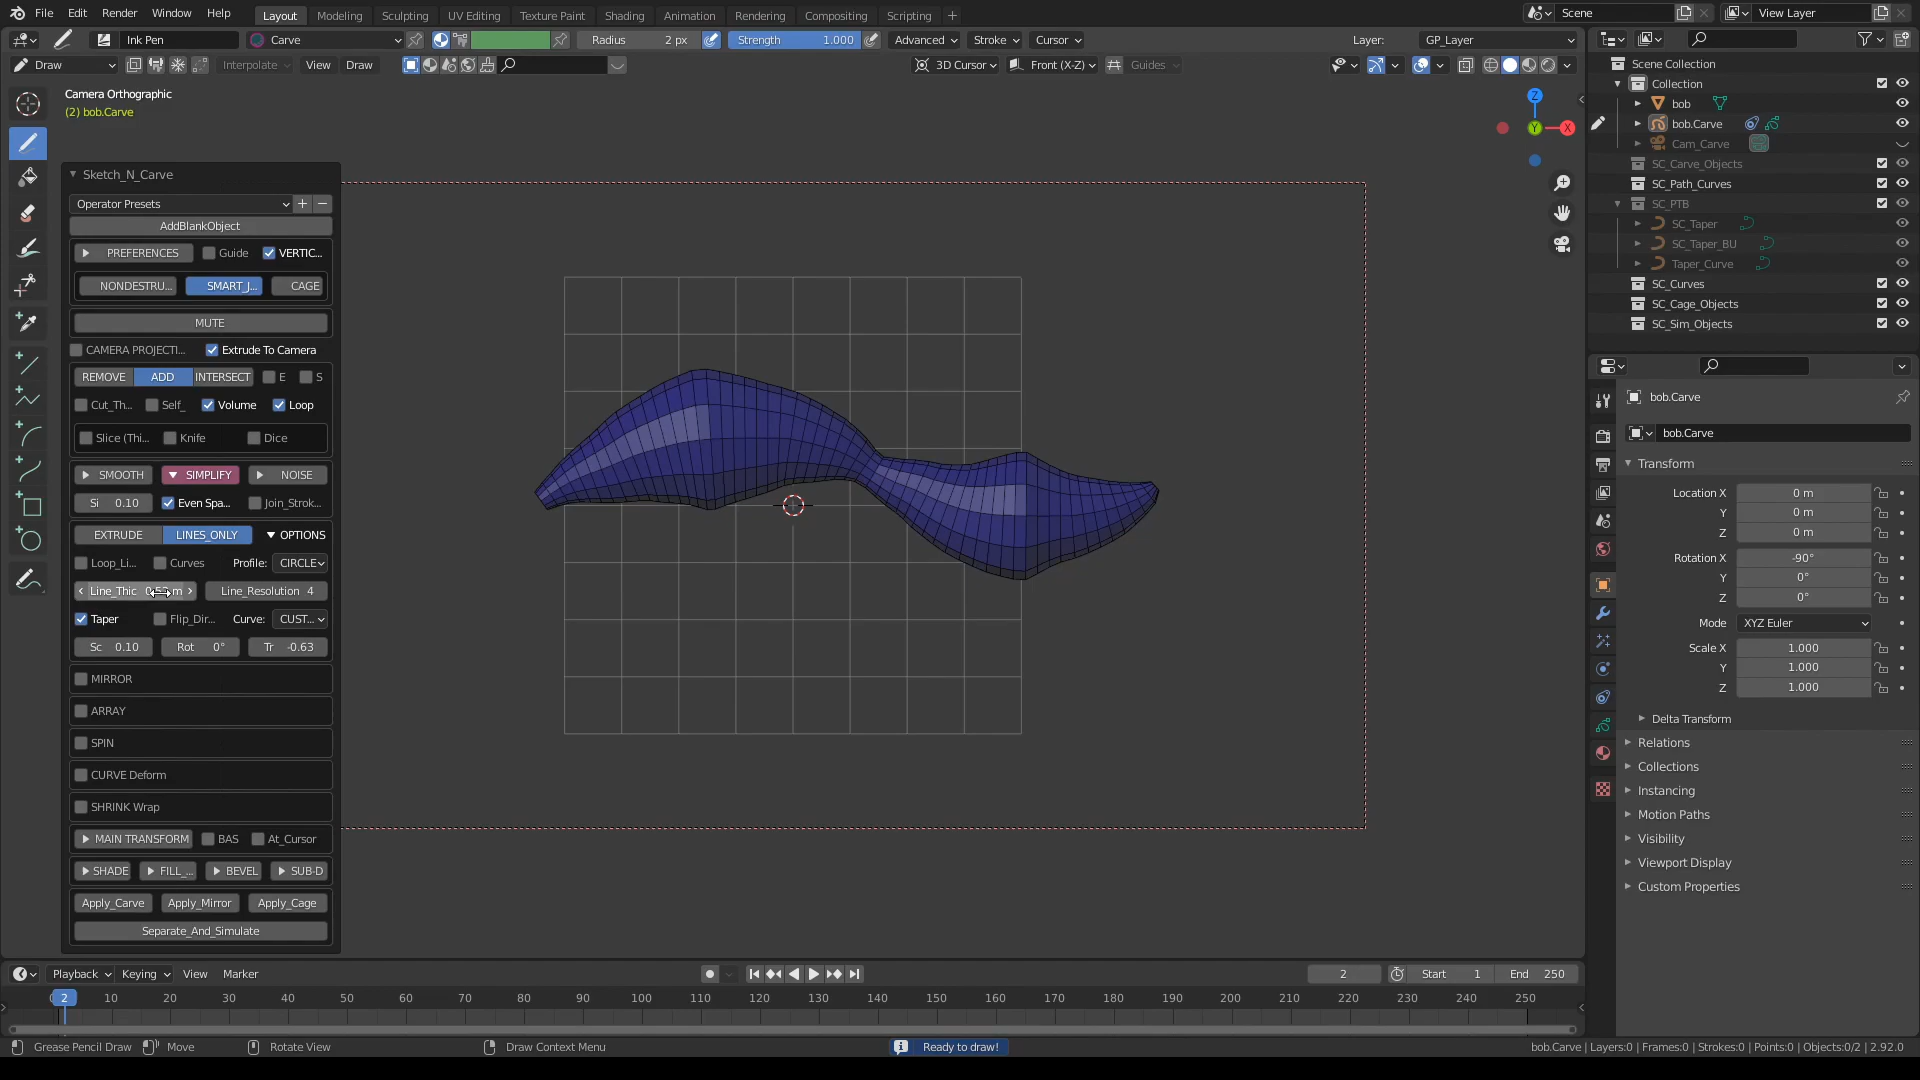 File Edit Render Window Help Layout Modeling Sculpting UV Editing Texture Paint Shading Animation Rendering Compositing Scripting + Scene View Layer
Ink Pen Carve Radius 2 px Strength 1.000 Advanced Stroke Cursor Layer: GP_Layer
Draw Interpolate View Draw 3D Cursor Front (X-Z) Guides
Camera Orthographic
(2) bob.Carve
Sketch_N_Carve
Operator Presets + −
AddBlankObject
PREFERENCES Guide VERTIC...
NONDESTRU... SMART_J... CAGE
MUTE
CAMERA PROJECTI... Extrude To Camera
REMOVE ADD INTERSECT E S
Cut_Th... Self_ Volume Loop
Slice (Thi... Knife Dice
SMOOTH SIMPLIFY NOISE
Si 0.10 Even Spa... Join_Strok...
EXTRUDE LINES_ONLY OPTIONS
Loop_Li... Curves Profile: CIRCLE
Line_Thic Line_Resolution 4
Taper Flip_Dir... Curve: CUST...
Sc 0.10 Rot 0° Tr -0.63
MIRROR
ARRAY
SPIN
CURVE Deform
SHRINK Wrap
MAIN TRANSFORM BAS At_Cursor
SHADE FILL_... BEVEL SUB-D
Apply_Carve Apply_Mirror Apply_Cage
Separate_And_Simulate
Z
Y X
Scene Collection
Collection
bob
bob.Carve
Cam_Carve
SC_Carve_Objects
SC_Path_Curves
SC_PTB
SC_Taper
SC_Taper_BU
Taper_Curve
SC_Curves
SC_Cage_Objects
SC_Sim_Objects
bob.Carve
bob.Carve
Transform
Location X 0 m
Y 0 m
Z 0 m
Rotation X -90°
Y 0°
Z 0°
Mode XYZ Euler
Scale X 1.000
Y 1.000
Z 1.000
Delta Transform
Relations
Collections
Instancing
Motion Paths
Visibility
Viewport Display
Custom Properties
Playback Keying View Marker 2 Start 1 End 250
2 10 20 30 40 50 60 70 80 90 100 110 120 130 140 150 160 170 180 190 200 210 220 230 240 250
Grease Pencil Draw Move Rotate View Draw Context Menu Ready to draw! bob.Carve | Layers:0 | Frames:0 | Strokes:0 | Points:0 | Objects:0/2 | 2.92.0